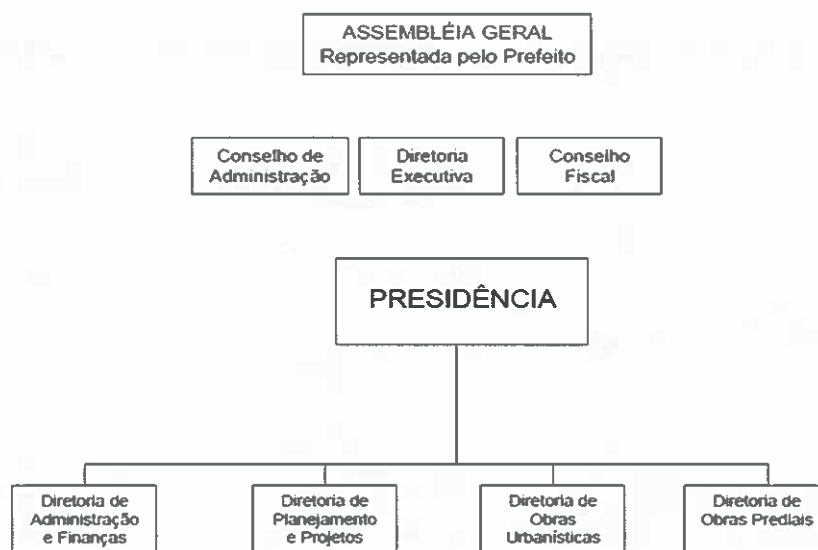 ASSEMBLÉIA GERAL
Representada pelo Prefeito
Conselho de
Administração
Diretoria
Executiva
Conselho
Fiscal
PRESIDÊNCIA
Diretoria de
Administração
e Finanças
Diretoria de
Planejamento
e Projetos
Diretoria de
Obras
Urbanísticas
Diretoria de
Obras Prediais